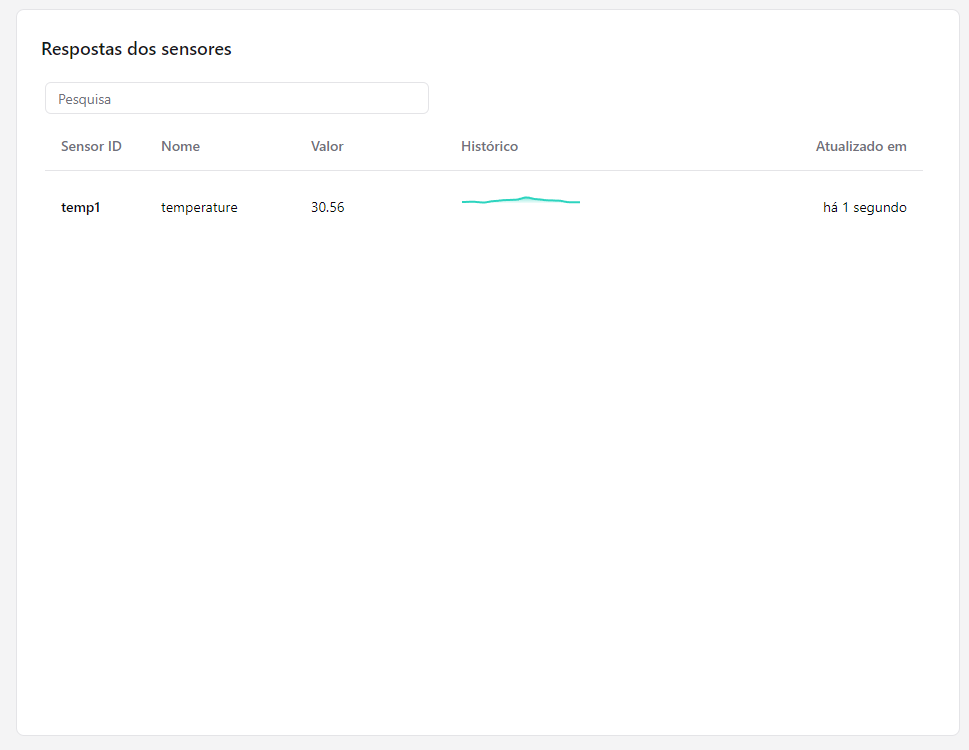 Respostas dos sensores
Pesquisa
Sensor ID Nome Valor Histórico Atualizado em
temp1 temperature 30.56 há 1 segundo